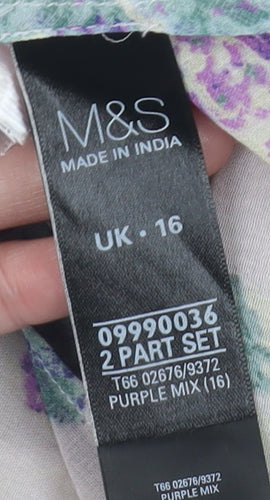 M&S
MADE IN INDIA
UK • 16
09990036
2 PART SET
T66 02676/9372
PURPLE MIX (16)
T66 02676/9372
PURPLE MIX